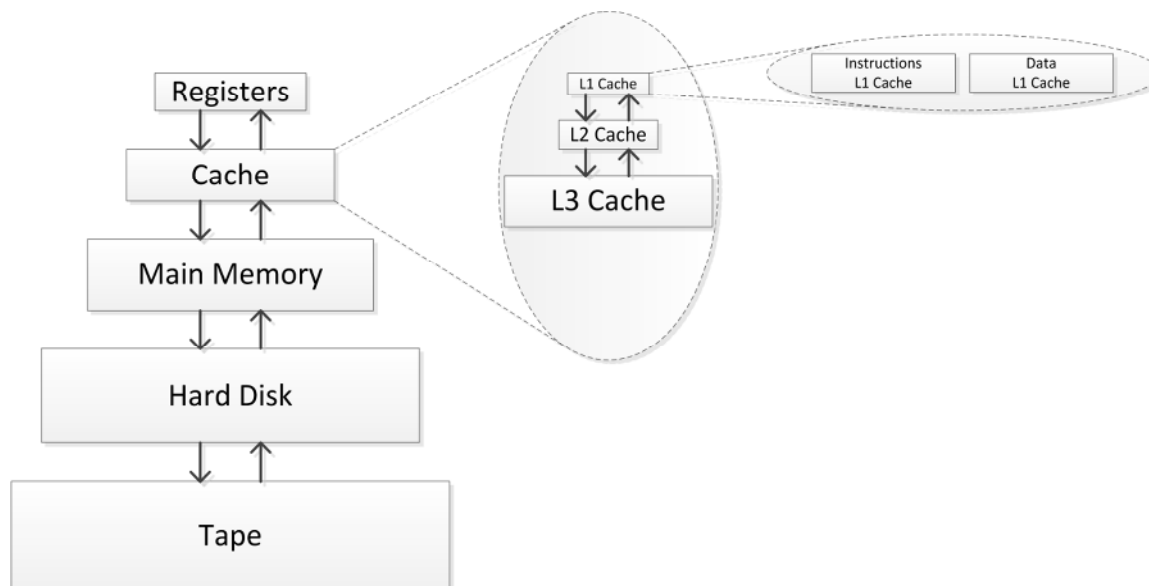 Registers
Cache
Main Memory
Hard Disk
Tape
L1 Cache
L2 Cache
L3 Cache
Instructions
L1 Cache
Data
L1 Cache